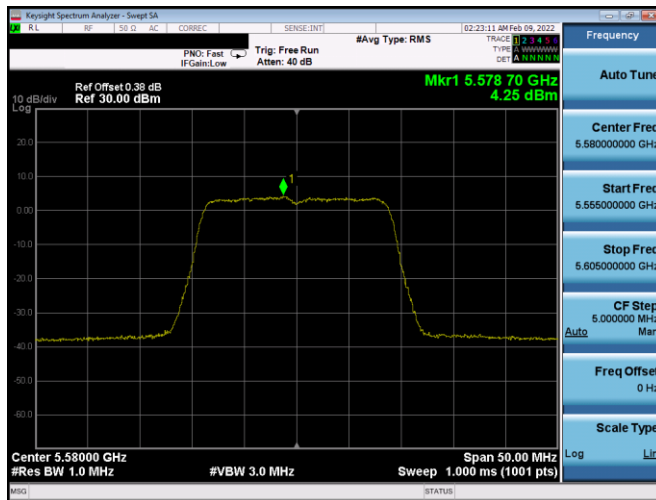 Keysight Spectrum Analyzer - Swept SA
RL RF 50 Ω AC CORREC SENSE:INT 02:23:11 AM Feb 09, 2022
#Avg Type: RMS
TRACE 1 2 3 4 5 6
PNO: Fast
Trig: Free Run
TYPE A WWWWW
IFGain:Low
Atten: 40 dB
DET A N N N N N
Mkr1 5.578 70 GHz
4.25 dBm
Ref Offset 0.38 dB
10 dB/div Ref 30.00 dBm
Log
20.0
10.0
1
0.00
-10.0
-20.0
-30.0
-40.0
-50.0
-60.0
Center 5.58000 GHz
Span 50.00 MHz
#Res BW 1.0 MHz
#VBW 3.0 MHz
Sweep 1.000 ms (1001 pts)
MSG
STATUS
Frequency
Auto Tune
Center Freq
5.580000000 GHz
Start Freq
5.555000000 GHz
Stop Freq
5.605000000 GHz
CF Step
5.000000 MHz
Auto Man
Freq Offset
0 Hz
Scale Type
Log Lin